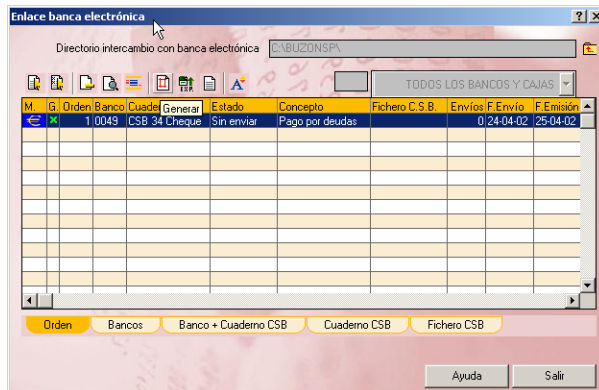 Enlace banca electrónica
Directorio intercambio con banca electrónica C:\BUZONSP\
TODOS LOS BANCOS Y CAJAS
M. G. Orden Banco Cuader Generar Estado Concepto Fichero C.S.B. Envíos F.Envío F.Emisión
€ 1 0049 CSB 34 Cheque Sin enviar Pago por deudas 0 24-04-02 25-04-02
Orden Bancos Banco + Cuaderno CSB Cuaderno CSB Fichero CSB
Ayuda Salir